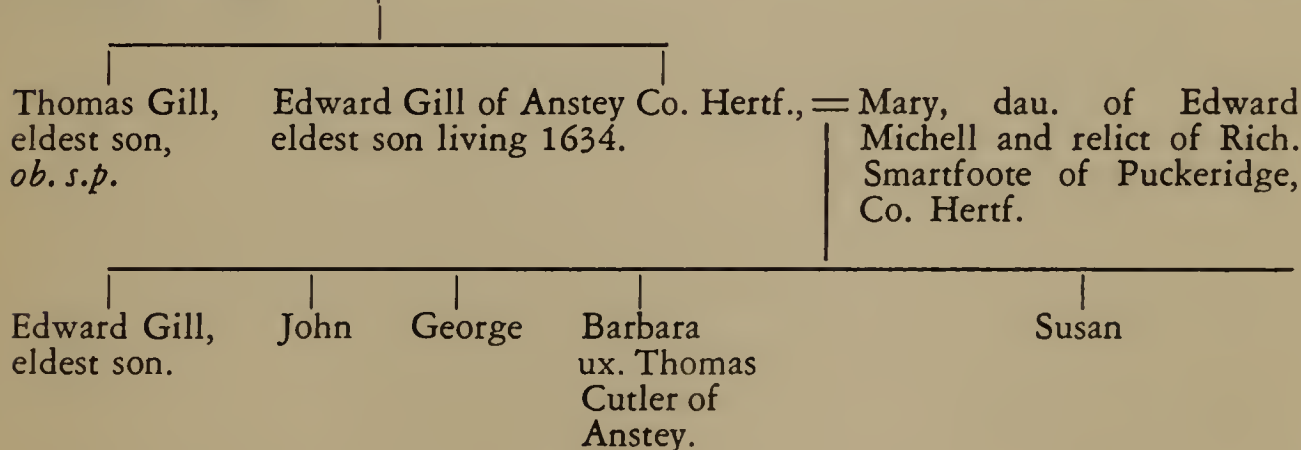 Thomas Gill,
eldest son,
ob. s.p.
Edward Gill of Anstey Co. Hertf.,
eldest son living 1634.
= Mary, dau. of Edward
Michell and relict of Rich.
Smartfoote of Puckeridge,
Co. Hertf.
Edward Gill,
eldest son.
John
George
Barbara
ux. Thomas
Cutler of
Anstey.
Susan